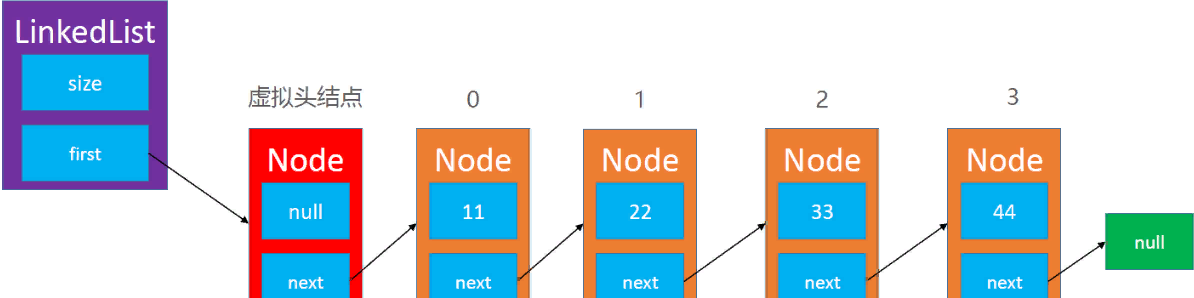 LinkedList
size
first
虚拟头结点 0 1 2 3
Node Node Node Node Node
null 11 22 33 44
null
next next next next next